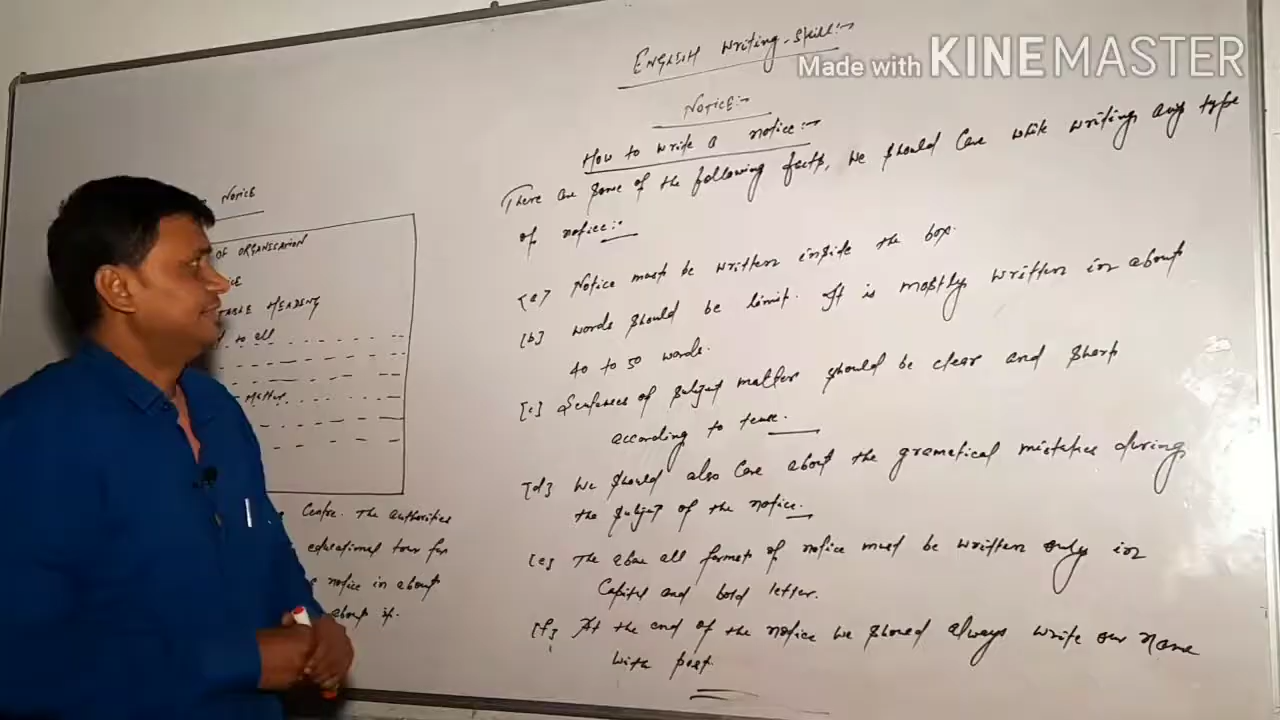 Made with KINEMASTER
ENGLISH Writing-Skill:-
NOTICE:-
How to write a notice:-
There are some of the following facts, we should care while writing any type
of notice:-
[a] Notice must be written inside the box.
[b] Words should be limit. It is mostly written in about
40 to 50 words.
[c] Sentences of subject matter should be clear and sharp
according to tense.
[d] We should also care about the gramatical mistakes during
the subject of the notice.
[e] The above all format of notice must be written only in
Capital and bold letter.
[f] At the end of the notice we should always write our name
with post.
NOTICE
OF ORGANISATION
TABLE HEADING
to all
Matter
Centre. The authorities
educational tour for
notice in about
about it.